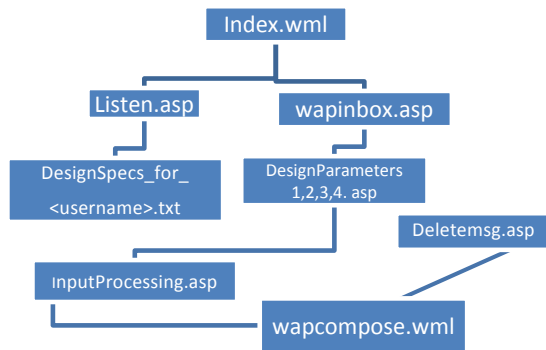 Index.wml
Listen.asp
wapinbox.asp
DesignSpecs_for_
<username>.txt
DesignParameters
1,2,3,4. asp
Deletemsg.asp
InputProcessing.asp
wapcompose.wml